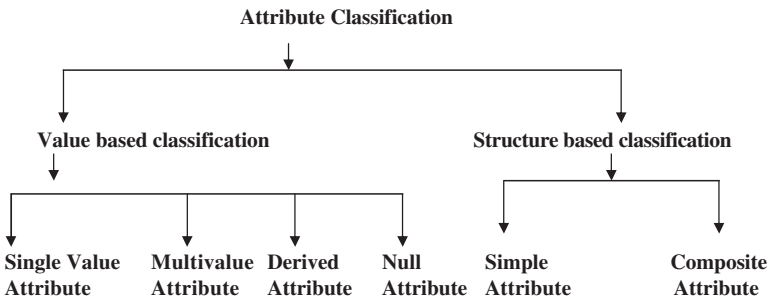 Attribute Classification
Value based classification
Structure based classification
Single Value Attribute
Multivalue Attribute
Derived Attribute
Null Attribute
Simple Attribute
Composite Attribute